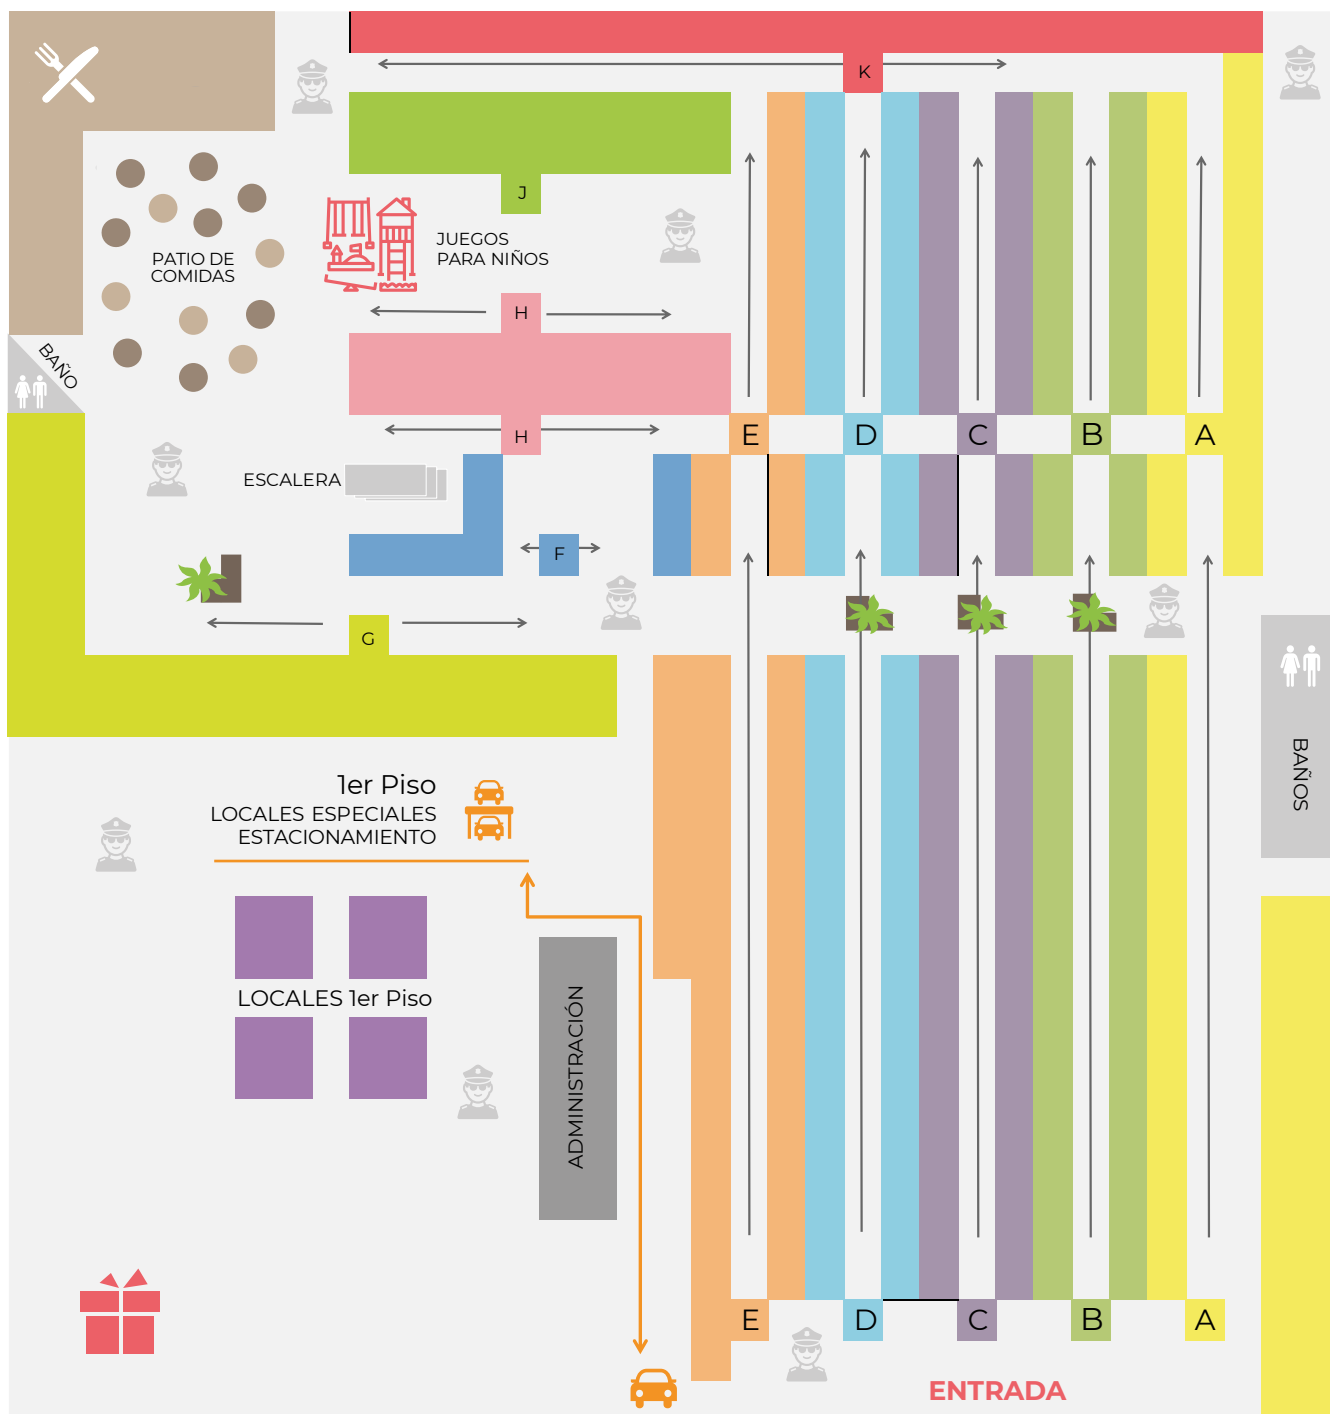 K
J
JUEGOS
PARA NIÑOS
PATIO DE
COMIDAS
H
BAÑO
H
E
D
C
B
A
ESCALERA
F
G
BAÑOS
1er Piso
LOCALES ESPECIALES
ESTACIONAMIENTO
LOCALES 1er Piso
ADMINISTRACIÓN
E
D
C
B
A
ENTRADA